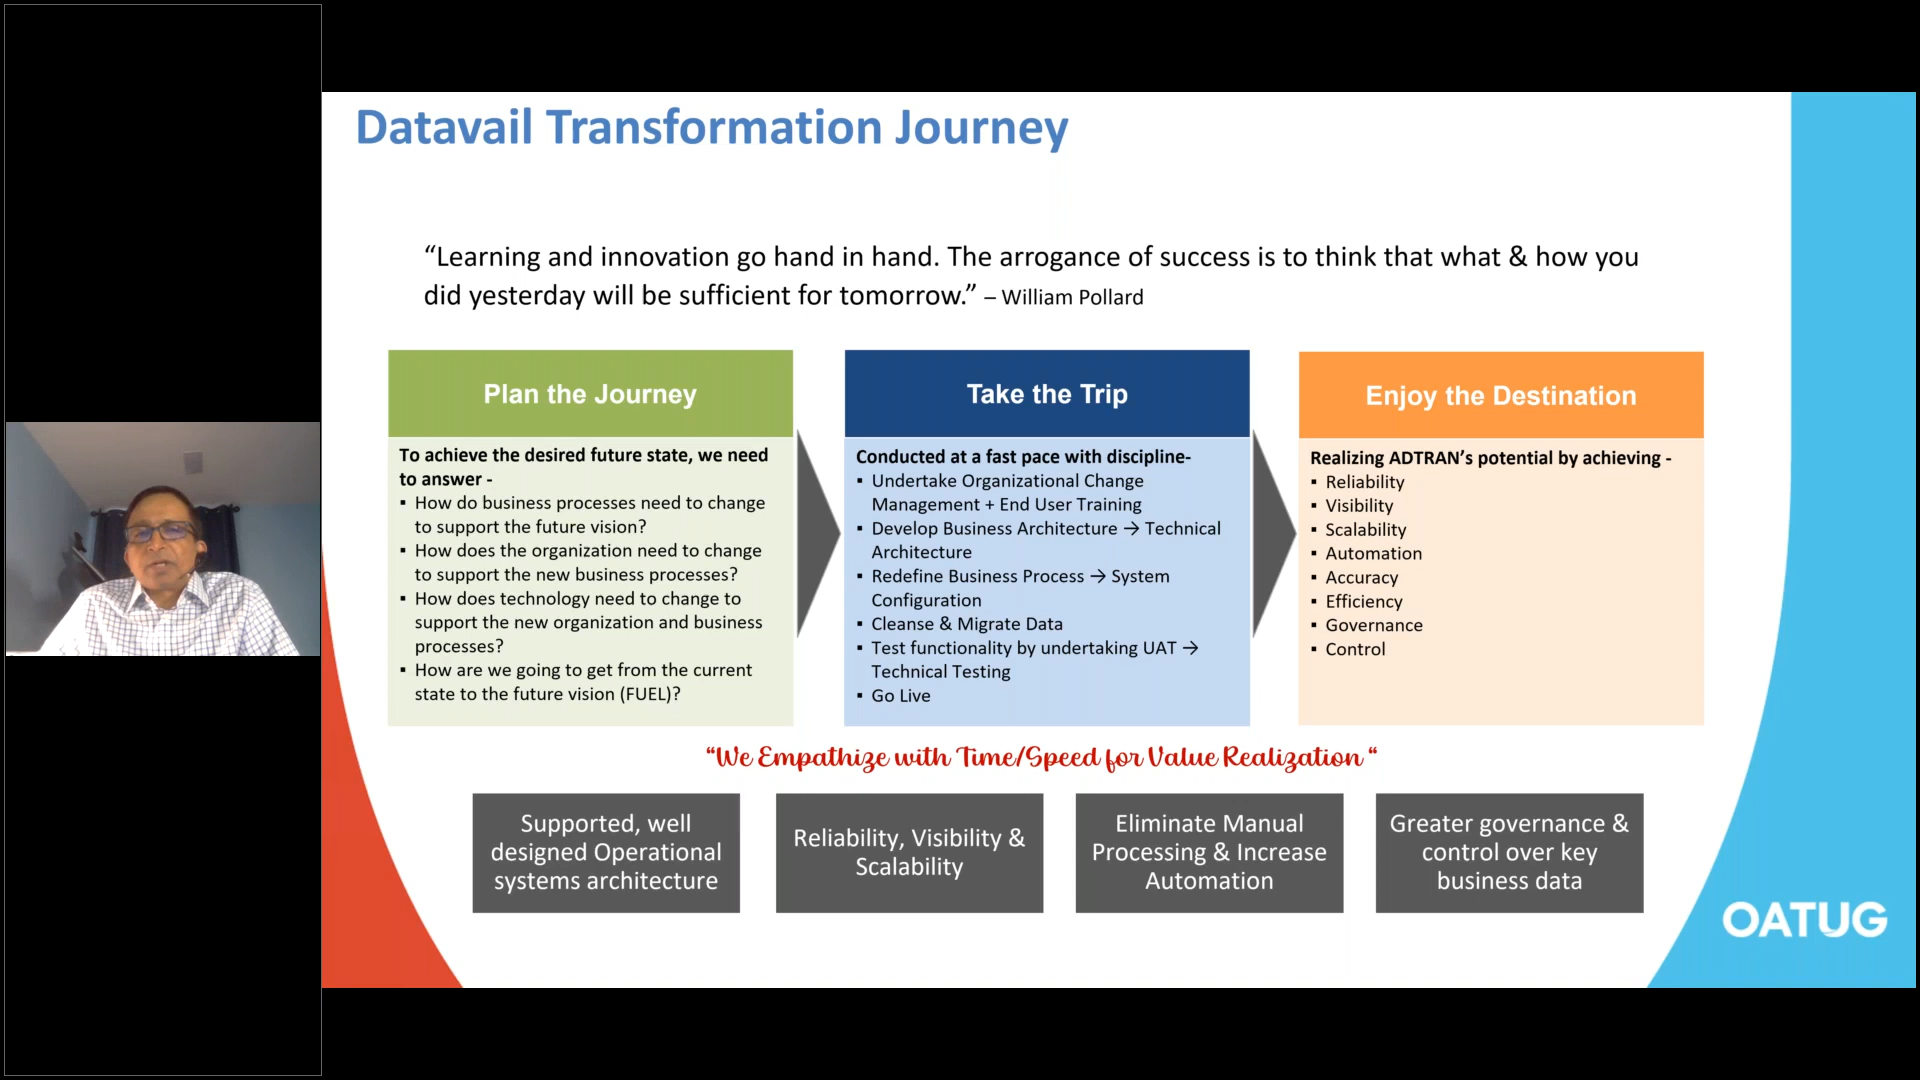 Datavail Transformation Journey
“Learning and innovation go hand in hand. The arrogance of success is to think that what & how you
did yesterday will be sufficient for tomorrow.” – William Pollard
Plan the Journey
To achieve the desired future state, we need
to answer -
▪ How do business processes need to change
to support the future vision?
▪ How does the organization need to change
to support the new business processes?
▪ How does technology need to change to
support the new organization and business
processes?
▪ How are we going to get from the current
state to the future vision (FUEL)?
Take the Trip
Conducted at a fast pace with discipline-
▪ Undertake Organizational Change
Management + End User Training
▪ Develop Business Architecture → Technical
Architecture
▪ Redefine Business Process → System
Configuration
▪ Cleanse & Migrate Data
▪ Test functionality by undertaking UAT →
Technical Testing
▪ Go Live
Enjoy the Destination
Realizing ADTRAN’s potential by achieving -
▪ Reliability
▪ Visibility
▪ Scalability
▪ Automation
▪ Accuracy
▪ Efficiency
▪ Governance
▪ Control
“We Empathize with Time/Speed for Value Realization “
Supported, well
designed Operational
systems architecture
Reliability, Visibility &
Scalability
Eliminate Manual
Processing & Increase
Automation
Greater governance &
control over key
business data
OATUG